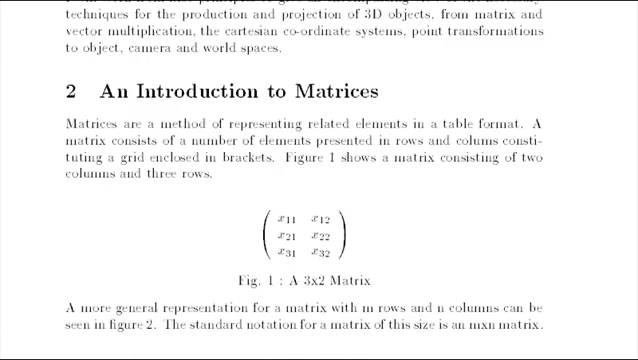 techniques for the production and projection of 3D objects, from matrix and
vector multiplication, the cartesian co-ordinate systems, point transformations
to object, camera and world spaces.
2 An Introduction to Matrices
Matrices are a method of representing related elements in a table format. A
matrix consists of a number of elements presented in rows and colums consti-
tuting a grid enclosed in brackets. Figure 1 shows a matrix consisting of two
columns and three rows.
x11 x12
x21 x22
x31 x32
Fig. 1 : A 3x2 Matrix
A more general representation for a matrix with m rows and n columns can be
seen in figure 2. The standard notation for a matrix of this size is an mxn matrix.